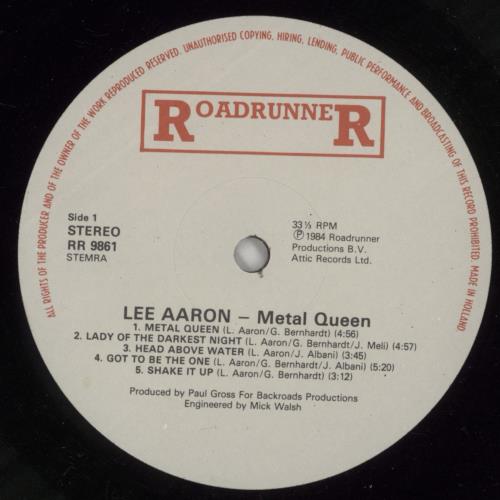 ALL RIGHTS OF THE PRODUCER AND OF THE OWNER OF THE WORK REPRODUCED RESERVED. UNAUTHORISED COPYING, HIRING, LENDING, PUBLIC PERFORMANCE AND BROADCASTING OF THIS RECORD PROHIBITED. MADE IN HOLLAND
ROADRUNNER
Side 1
STEREO
RR 9861
STEMRA
33⅓ RPM
Ⓟ 1984 Roadrunner
Productions B.V.
Attic Records Ltd.
LEE AARON – Metal Queen
1. METAL QUEEN (L. Aaron/G. Bernhardt) (4:56)
2. LADY OF THE DARKEST NIGHT (L. Aaron/G. Bernhardt/J. Meli) (4:57)
3. HEAD ABOVE WATER (L. Aaron/J. Albani) (3:45)
4. GOT TO BE THE ONE (L. Aaron/G. Bernhardt/J. Albani) (5:20)
5. SHAKE IT UP (L. Aaron/G. Bernhardt) (3:12)
Produced by Paul Gross For Backroads Productions
Engineered by Mick Walsh